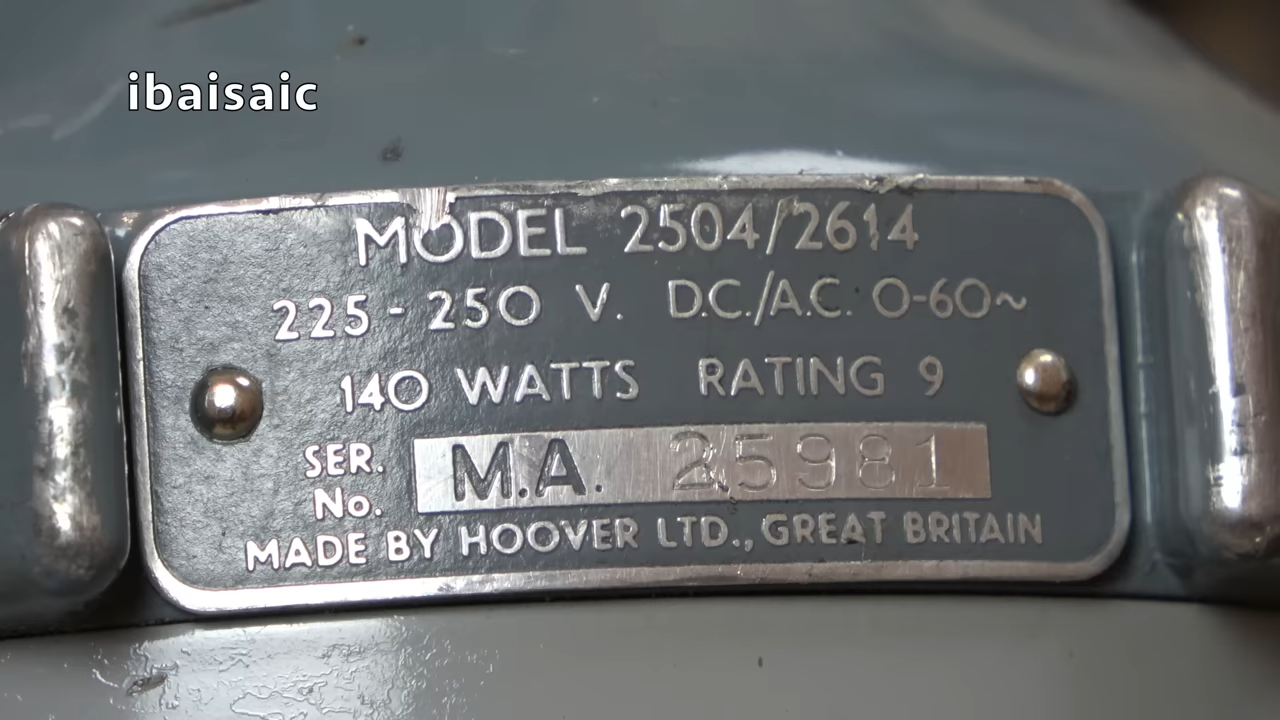 ibaisaic
MODEL 2504/2614
225-250 V. D.C./A.C. 0-60~
140 WATTS RATING 9
SER. No. M.A. 25981
MADE BY HOOVER LTD., GREAT BRITAIN